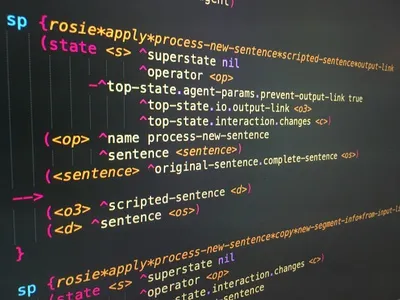 agent)
sp {rosie*apply*process-new-sentence*scripted-sentence*output-link
(state <s> ^superstate nil
^operator <op>
-^top-state.agent-params.prevent-output-link true
^top-state.io.output-link <o3>
^top-state.interaction.changes <c>)
(<op> ^name process-new-sentence
^sentence <sentence>)
(<sentence> ^original-sentence.complete-sentence <os>)
-->
(<o3> ^scripted-sentence <d>)
(<d> ^sentence <os>)
}
sp {rosie*apply*process-new-sentence*copy*new-segment-info*from-input-li
(state <s> ^superstate nil
^operator <op>
^top-state.interaction.changes <c>)